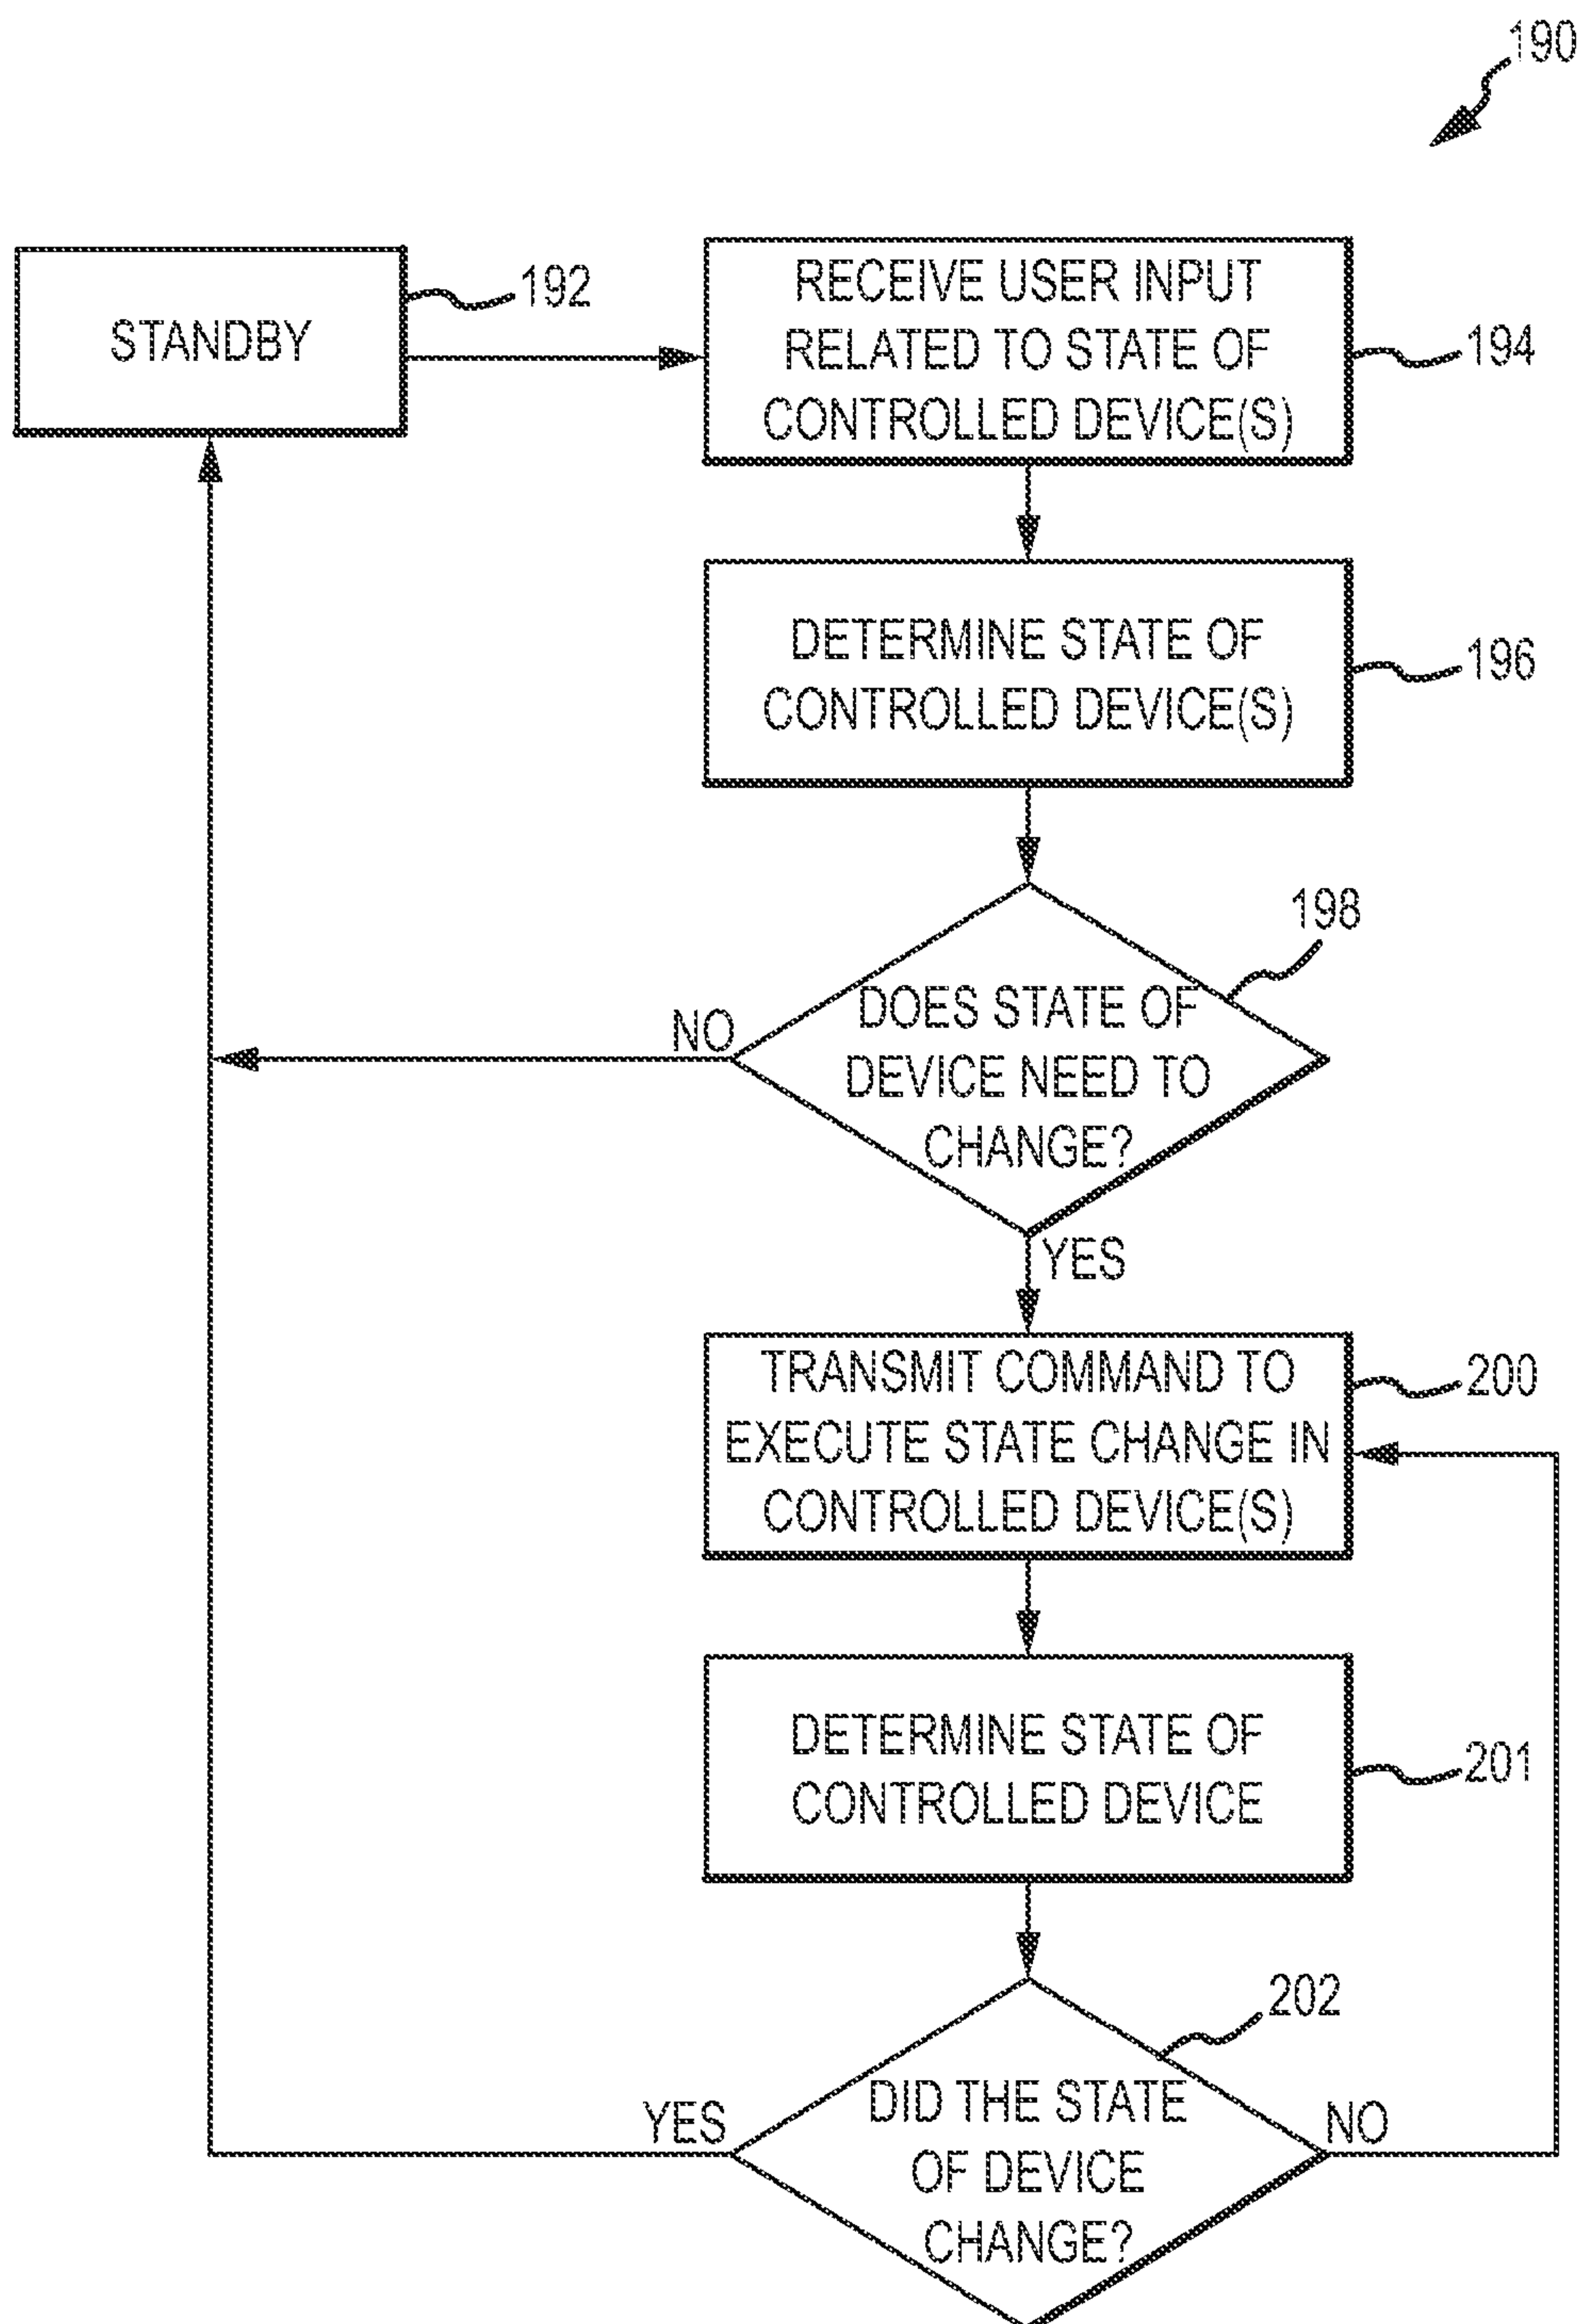 190
STANDBY
192
RECEIVE USER INPUT
RELATED TO STATE OF
CONTROLLED DEVICE(S)
194
DETERMINE STATE OF
CONTROLLED DEVICE(S)
196
198
DOES STATE OF
DEVICE NEED TO
CHANGE?
NO
YES
TRANSMIT COMMAND TO
EXECUTE STATE CHANGE IN
CONTROLLED DEVICE(S)
200
DETERMINE STATE OF
CONTROLLED DEVICE
201
202
DID THE STATE
OF DEVICE
CHANGE?
YES
NO